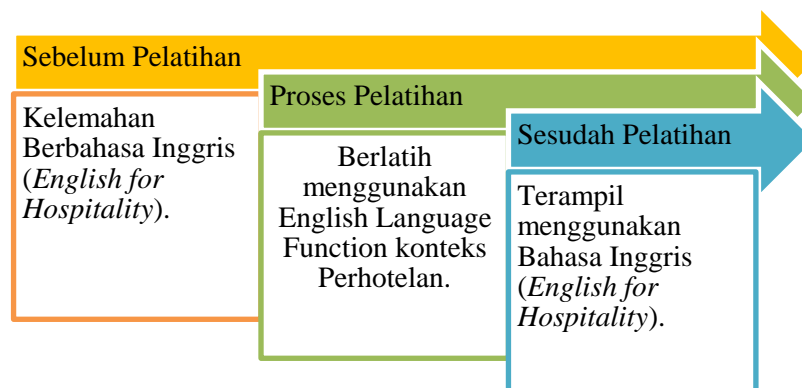 Sebelum Pelatihan
Kelemahan
Berbahasa Inggris
(English for
Hospitality).
Proses Pelatihan
Berlatih
menggunakan
English Language
Function konteks
Perhotelan.
Sesudah Pelatihan
Terampil
menggunakan
Bahasa Inggris
(English for
Hospitality).